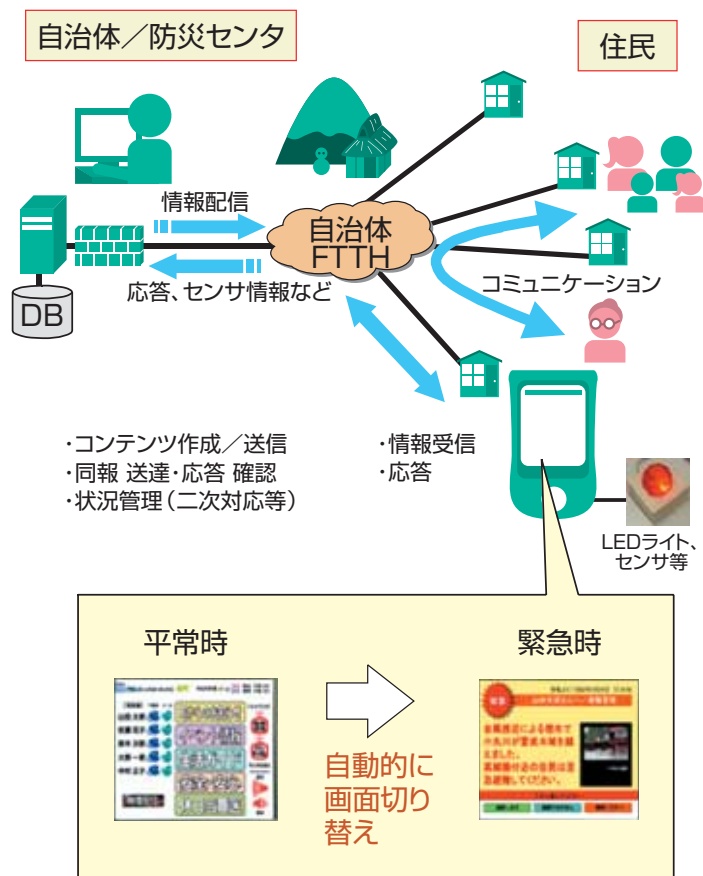 自治体／防災センタ
住民
情報配信
自治体
FTTH
応答、センサ情報など
コミュニケーション
DB
・コンテンツ作成／送信
・同報 送達・応答 確認
・状況管理（二次対応等）
・情報受信
・応答
LEDライト、
センサ等
平常時
緊急時
自動的に
画面切り
替え